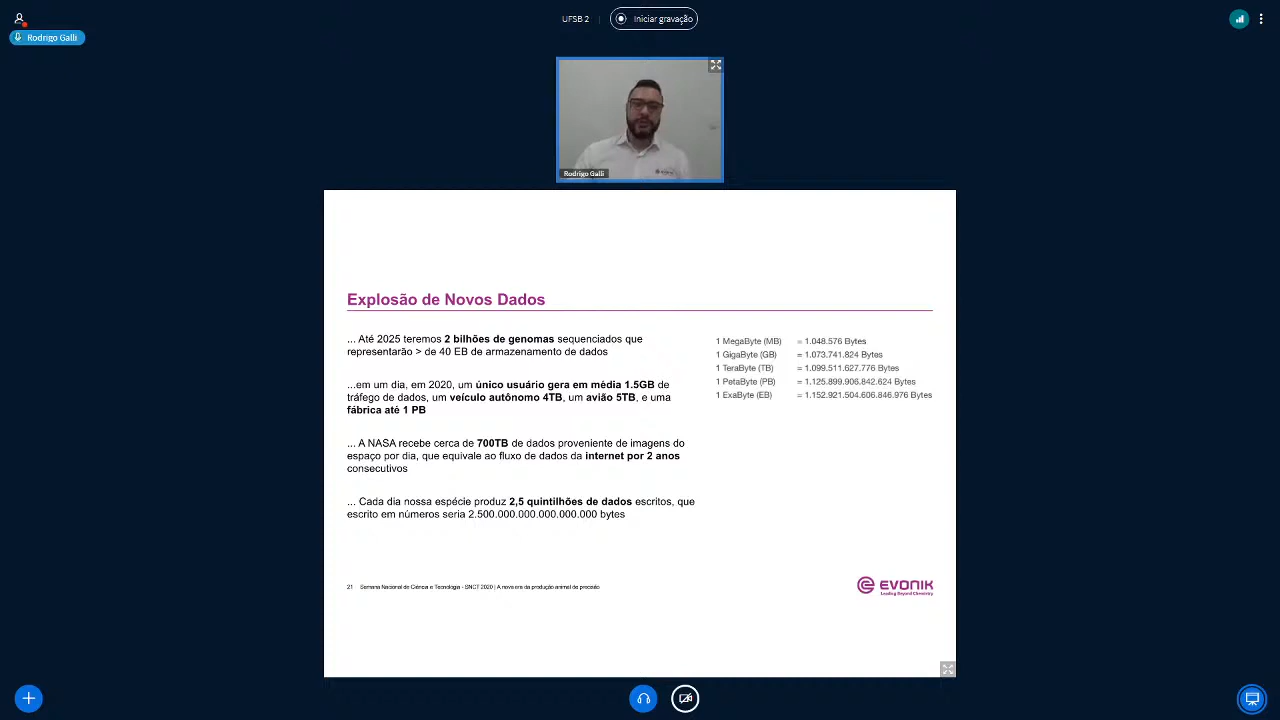 UFSB 2
Iniciar gravação
Rodrigo Galli
Rodrigo Galli
Explosão de Novos Dados
... Até 2025 teremos 2 bilhões de genomas sequenciados que
representarão > de 40 EB de armazenamento de dados
...em um dia, em 2020, um único usuário gera em média 1.5GB de
tráfego de dados, um veículo autônomo 4TB, um avião 5TB, e uma
fábrica até 1 PB
... A NASA recebe cerca de 700TB de dados proveniente de imagens do
espaço por dia, que equivale ao fluxo de dados da internet por 2 anos
consecutivos
... Cada dia nossa espécie produz 2,5 quintilhões de dados escritos, que
escrito em números seria 2.500.000.000.000.000.000 bytes
1 MegaByte (MB) = 1.048.576 Bytes
1 GigaByte (GB) = 1.073.741.824 Bytes
1 TeraByte (TB) = 1.099.511.627.776 Bytes
1 PetaByte (PB) = 1.125.899.906.842.624 Bytes
1 ExaByte (EB) = 1.152.921.504.606.846.976 Bytes
21 Semana Nacional de Ciência e Tecnologia - SNCT 2020 | A nova era da produção animal de precisão
EVONIK
Leading Beyond Chemistry